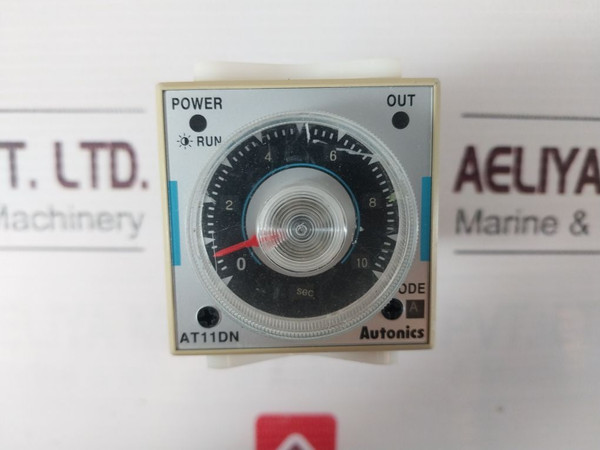 POWER
OUT
RUN
T. LTD.
AELIYA
Machinery
Marine &
4
6
2
8
0
10
sec
ODE
A
AT11DN
Autonics